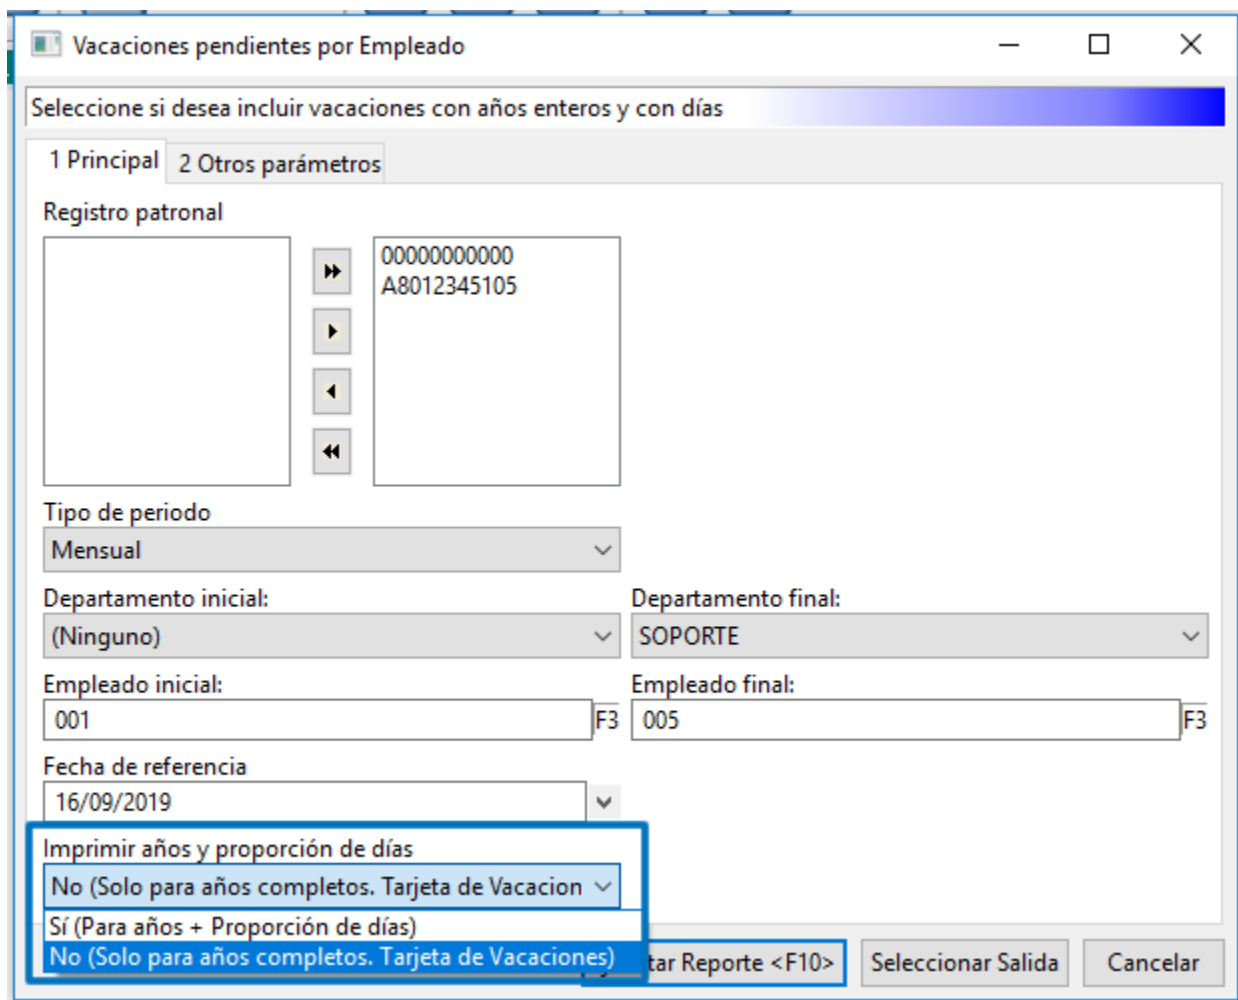 Vacaciones pendientes por Empleado
Seleccione si desea incluir vacaciones con años enteros y con días
1 Principal 2 Otros parámetros
Registro patronal
00000000000
A8012345105
Tipo de periodo
Mensual
Departamento inicial: Departamento final:
(Ninguno) SOPORTE
Empleado inicial: Empleado final:
001 F3 005 F3
Fecha de referencia
16/09/2019
Imprimir años y proporción de días
No (Solo para años completos. Tarjeta de Vacacion
Sí (Para años + Proporción de días)
No (Solo para años completos. Tarjeta de Vacaciones)
tar Reporte <F10> Seleccionar Salida Cancelar